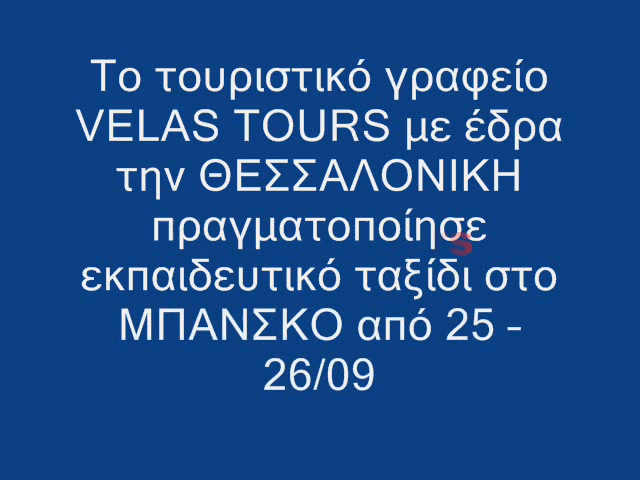 Το τουριστικό γραφείο
VELAS TOURS με έδρα
την ΘΕΣΣΑΛΟΝΙΚΗ
πραγματοποίησε
εκπαιδευτικό ταξίδι στο
ΜΠΑΝΣΚΟ από 25 –
26/09
s